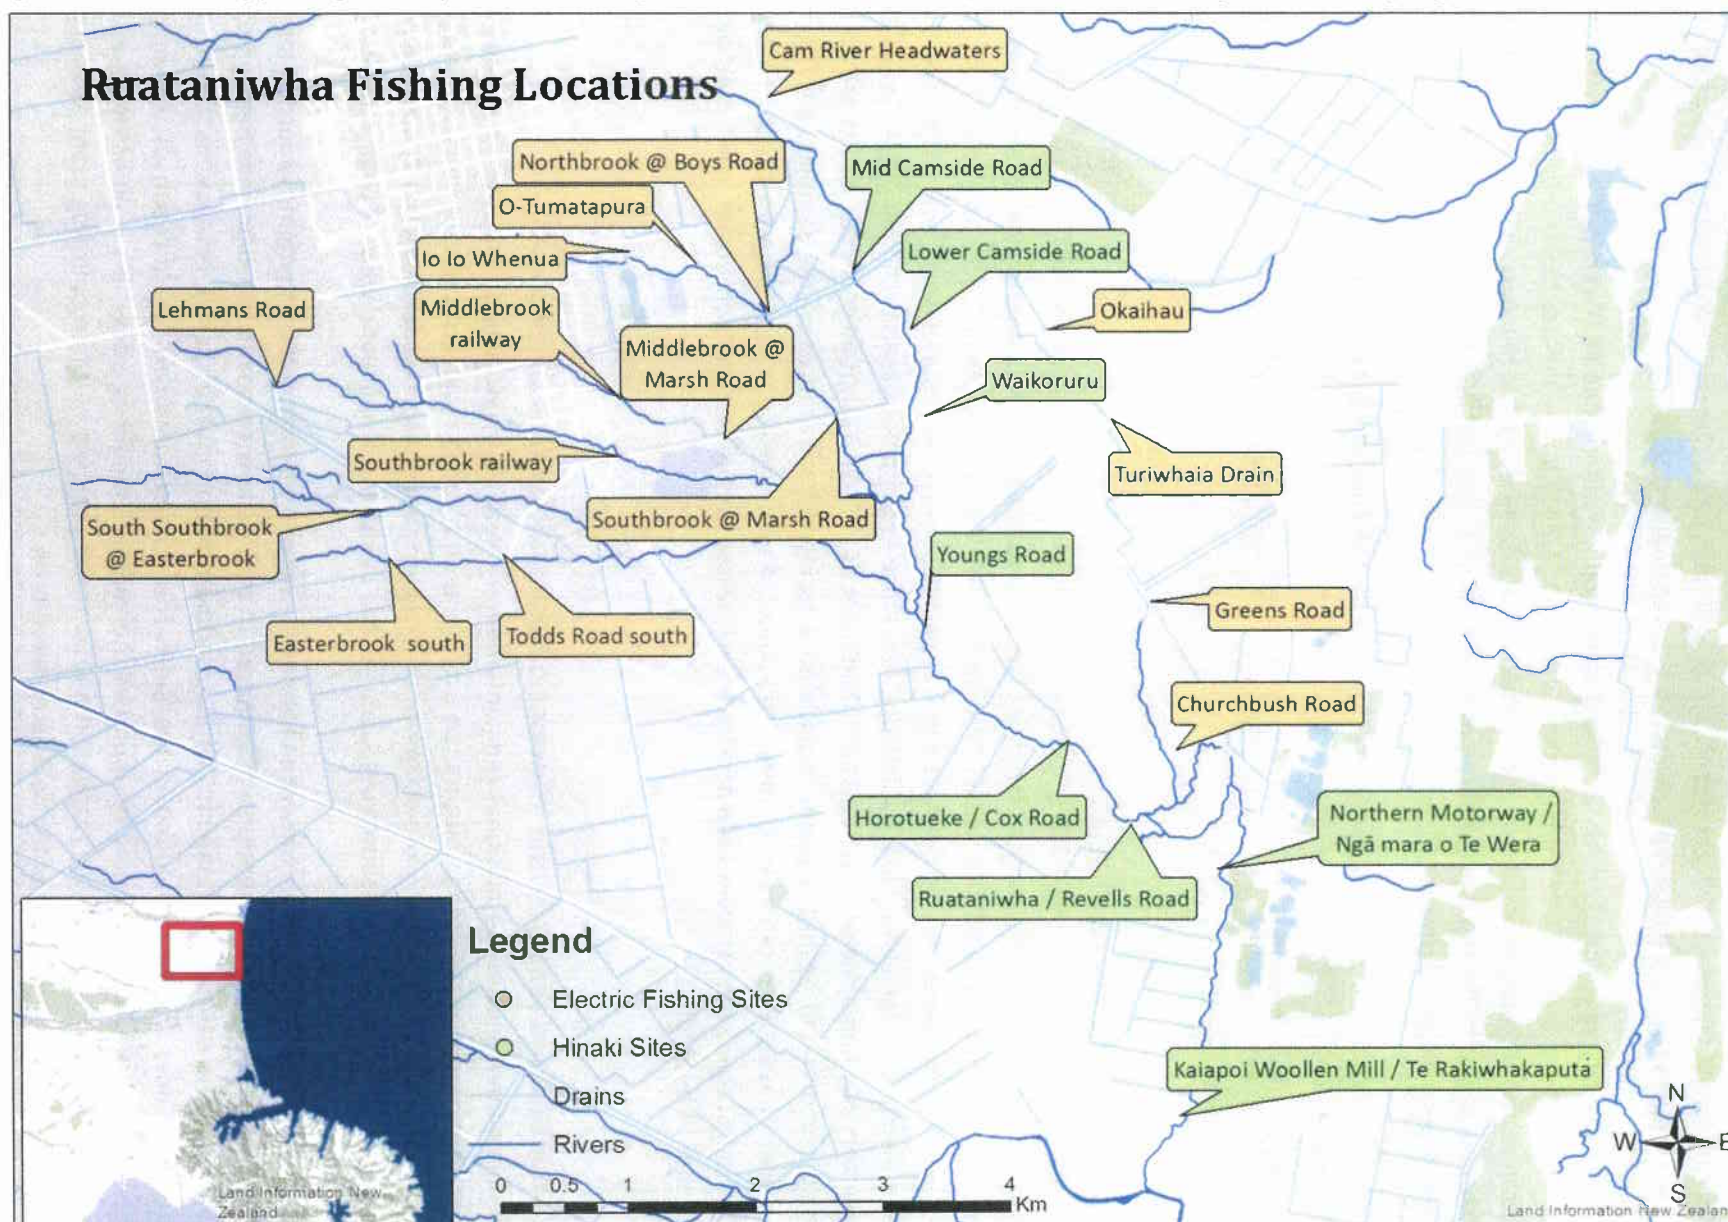 Ruataniwha Fishing Locations
Cam River Headwaters
Northbrook @ Boys Road
Mid Camside Road
O-Tumatapura
Lower Camside Road
Io Io Whenua
Lehmans Road
Middlebrook
railway
Okaihau
Middlebrook @
Marsh Road
Waikoruru
Southbrook railway
Turiwhaia Drain
South Southbrook
@ Easterbrook
Southbrook @ Marsh Road
Youngs Road
Greens Road
Easterbrook south
Todds Road south
Churchbush Road
Horotueke / Cox Road
Northern Motorway /
Ngā mara o Te Wera
Ruataniwha / Revells Road
Kaiapoi Woollen Mill / Te Rakiwhakaputa
Legend
Electric Fishing Sites
Hinaki Sites
Drains
Rivers
0 0.5 1 2 3 4
Km
N
W E
S
Land Information New
Zealand
Land Information New Zealan